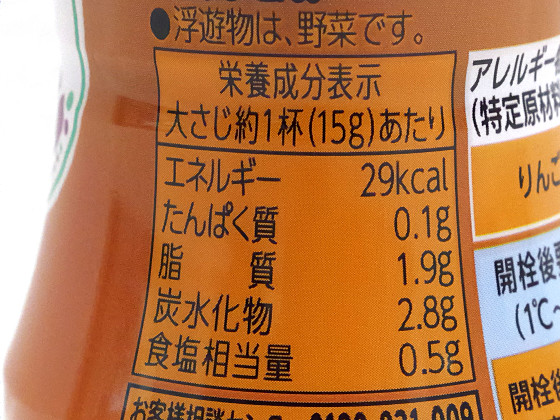 ●浮遊物は、野菜です。
栄養成分表示
大さじ約1杯(15g)あたり
エネルギー 29kcal
たんぱく質 0.1g
脂質 1.9g
炭水化物 2.8g
食塩相当量 0.5g
アレルギー
(特定原材料
りんご
開栓後
(1℃~
開栓後